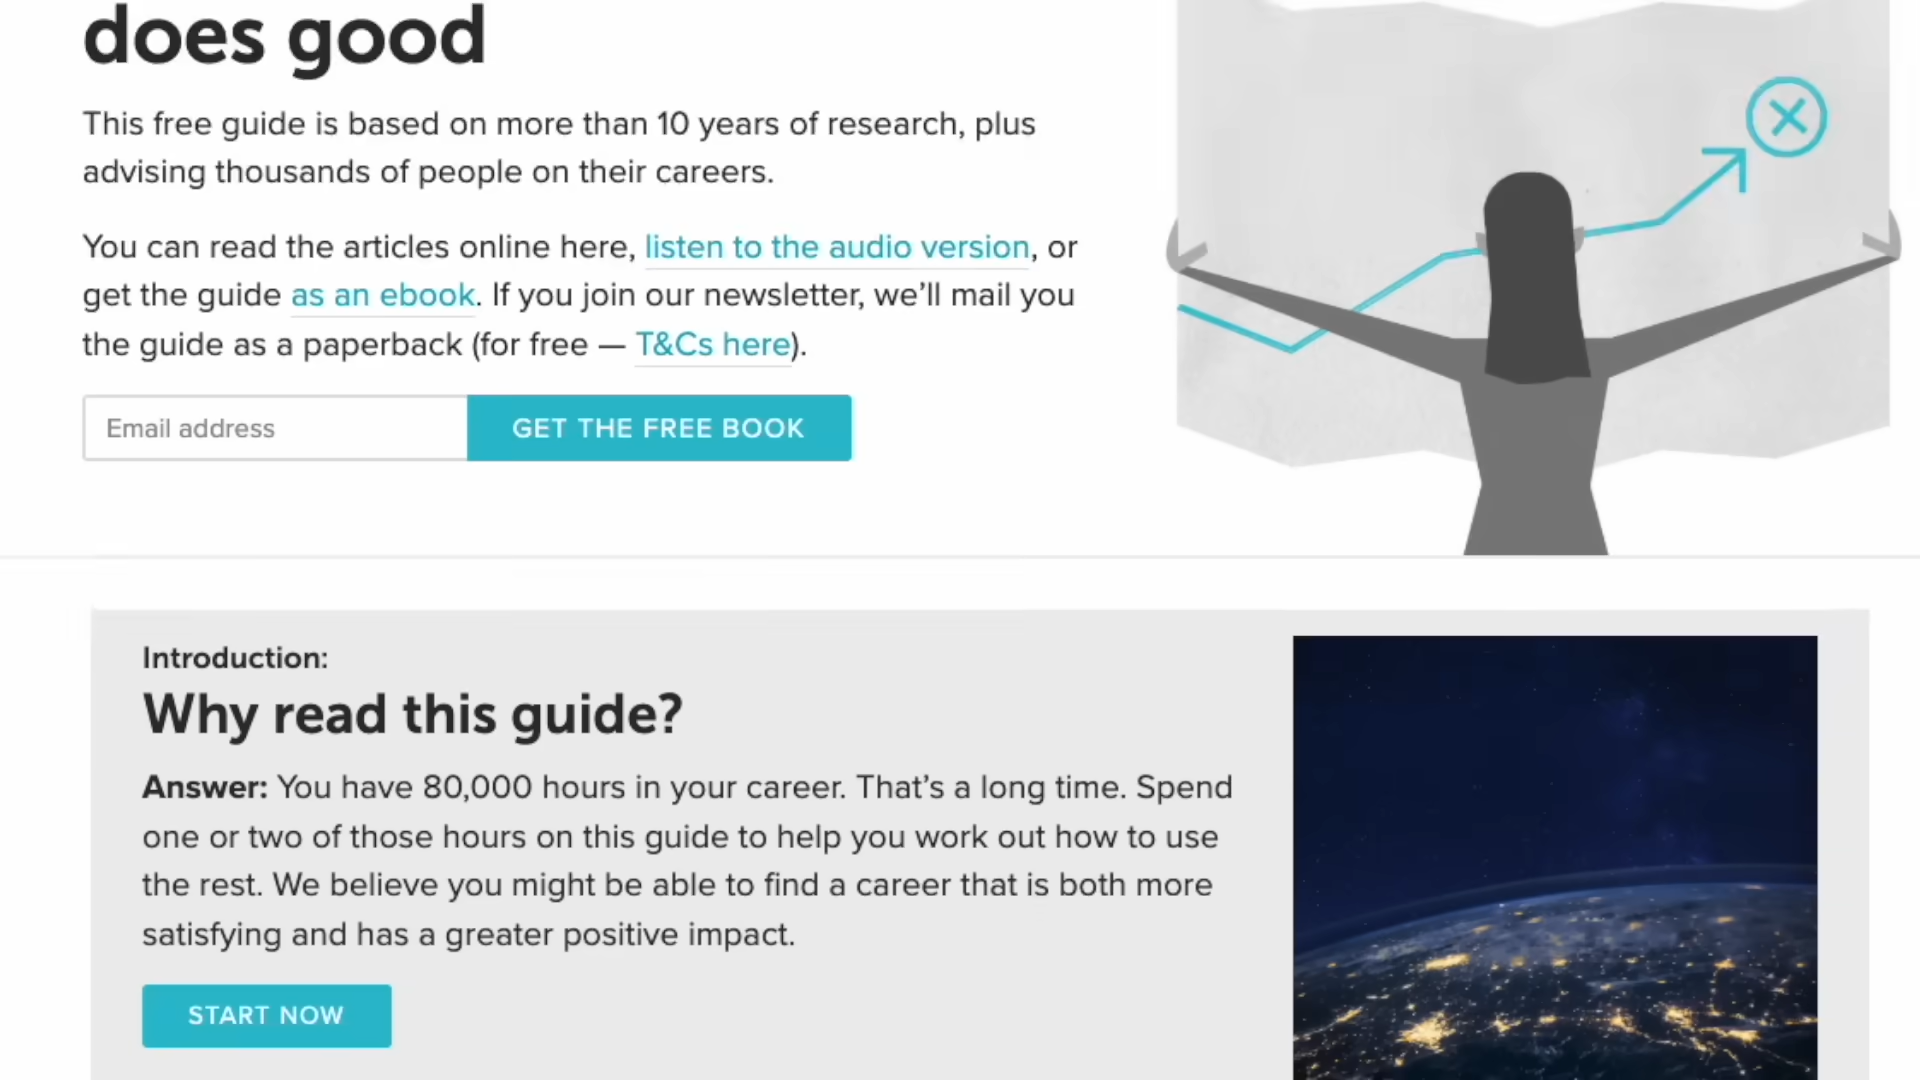 does good
This free guide is based on more than 10 years of research, plus
advising thousands of people on their careers.
You can read the articles online here, listen to the audio version, or
get the guide as an ebook. If you join our newsletter, we’ll mail you
the guide as a paperback (for free — T&Cs here).
Email address
GET THE FREE BOOK
Introduction:
Why read this guide?
Answer: You have 80,000 hours in your career. That’s a long time. Spend
one or two of those hours on this guide to help you work out how to use
the rest. We believe you might be able to find a career that is both more
satisfying and has a greater positive impact.
START NOW